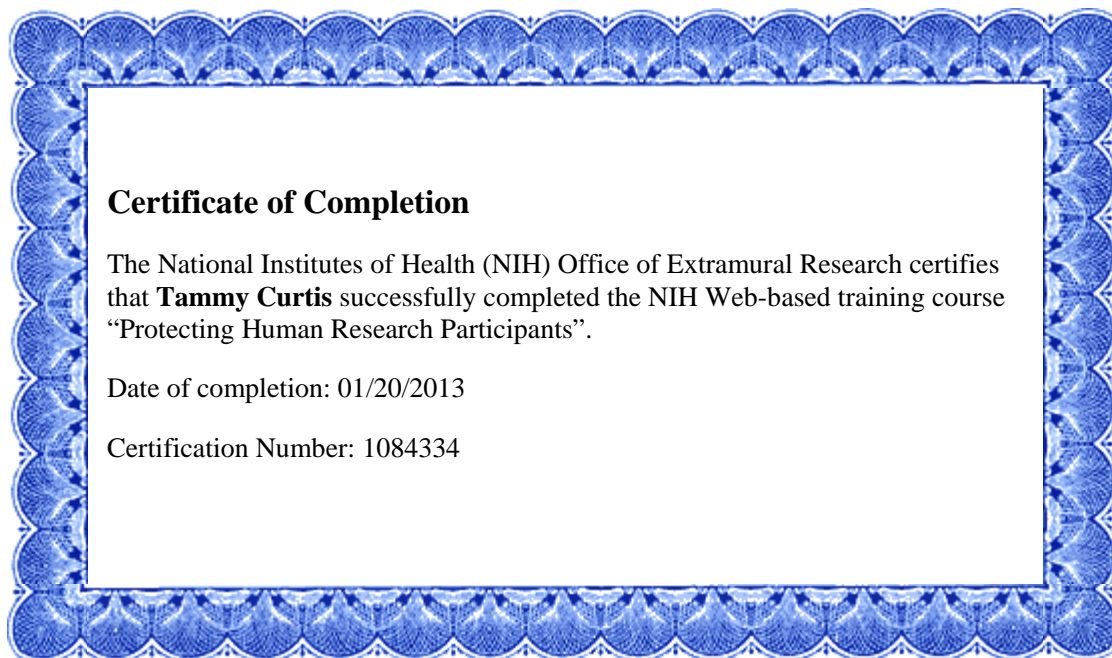 Certificate of Completion
The National Institutes of Health (NIH) Office of Extramural Research certifies
that Tammy Curtis successfully completed the NIH Web-based training course
“Protecting Human Research Participants”.
Date of completion: 01/20/2013
Certification Number: 1084334